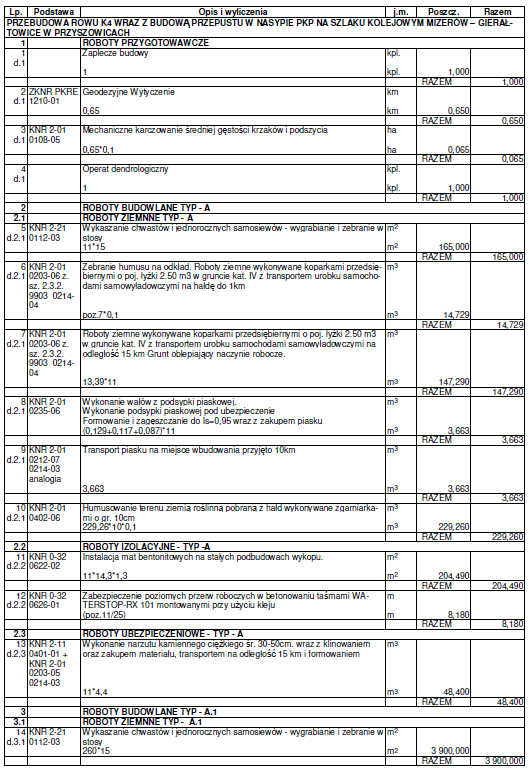 Lp. Podstawa Opis i wyliczenia j.m. Poszcz. Razem
PRZEBUDOWA ROWU K4 WRAZ Z BUDOWĄ PRZEPUSTU W NASYPIE PKP NA SZLAKU KOLEJOWYM MIZERÓW – GIERAŁ-
TOWICE W PRZYSZOWICACH
1 ROBOTY PRZYGOTOWAWCZE
1 Zaplecze budowy kpl.
d.1
1 kpl. 1,000
RAZEM 1,000
2 ZKNR PKRE Geodezyjne Wytyczenie km
d.1 1210-01
0,65 km 0,650
RAZEM 0,650
3 KNR 2-01 Mechaniczne karczowanie średniej gęstości krzaków i podszycia ha
d.1 0108-05
0,65*0,1 ha 0,065
RAZEM 0,065
4 Operat dendrologiczny kpl.
d.1
1 kpl. 1,000
RAZEM 1,000
2 ROBOTY BUDOWLANE TYP - A
2.1 ROBOTY ZIEMNNE TYP - A
5 KNR 2-21 Wykaszanie chwastów i jednorocznych samosiewów - wygrabianie i zebranie w m2
d.2.1 0112-03 stosy
11*15 m2 165,000
RAZEM 165,000
6 KNR 2-01 Zebranie humusu na odkład. Roboty ziemne wykonywane koparkami przedsię- m3
d.2.1 0203-06 z. biernymi o poj. łyżki 2.50 m3 w gruncie kat. IV z transportem urobku samocho-
sz. 2.3.2. dami samowyładowczymi na hałdę do 1km
9903 0214-
04 poz.7*0,1 m3 14,729
RAZEM 14,729
7 KNR 2-01 Roboty ziemne wykonywane koparkami przedsiębiernymi o poj. łyżki 2.50 m3 m3
d.2.1 0203-06 z. w gruncie kat. IV z transportem urobku samochodami samowyładowczymi na
sz. 2.3.2. odległość 15 km Grunt oblepiający naczynie robocze.
9903 0214-
04
13,39*11 m3 147,290
RAZEM 147,290
8 KNR 2-01 Wykonanie wałów z podsypki piaskowej. m3
d.2.1 0235-06 Wykonanie podsypki piaskowej pod ubezpieczenie
Formowanie i zagęszczanie do Is=0,95 wraz z zakupem piasku
(0,129+0,117+0,087)*11 m3 3,663
RAZEM 3,663
9 KNR 2-01 Transport piasku na miejsce wbudowania przyjęto 10km m3
d.2.1 0212-07
0214-03
analogia
3,663 m3 3,663
RAZEM 3,663
10 KNR 2-01 Humusowanie terenu ziemią roślinną pobraną z hałd wykonywane zgarniarka- m3
d.2.1 0402-06 mi o gr. 10cm
229,26*10*0,1 m3 229,260
RAZEM 229,260
2.2 ROBOTY IZOLACYJNE - TYP -A
11 KNR 0-32 Instalacja mat bentonitowych na stałych podbudowach wykopu. m2
d.2.2 0622-02
11*14,3*1,3 m2 204,490
RAZEM 204,490
12 KNR 0-32 Zabezpieczenie poziomych przerw roboczych w betonowaniu taśmami WA- m
d.2.2 0626-01 TERSTOP-RX 101 montowanymi przy użyciu kleju
(poz.11/25) m 8,180
RAZEM 8,180
2.3 ROBOTY UBEZPIECZENIOWE - TYP - A
13 KNR 2-11 Wykonanie narzutu kamiennego ciężkiego śr. 30-50cm. wraz z klinowaniem m3
d.2.3 0401-01 + oraz zakupem materiału, transportem na odległość 15 km i formowaniem
KNR 2-01
0203-05
0214-03
11*4,4 m3 48,400
RAZEM 48,400
3 ROBOTY BUDOWLANE TYP - A.1
3.1 ROBOTY ZIEMNNE TYP - A.1
14 KNR 2-21 Wykaszanie chwastów i jednorocznych samosiewów - wygrabianie i zebranie w m2
d.3.1 0112-03 stosy
260*15 m2 3 900,000
RAZEM 3 900,000